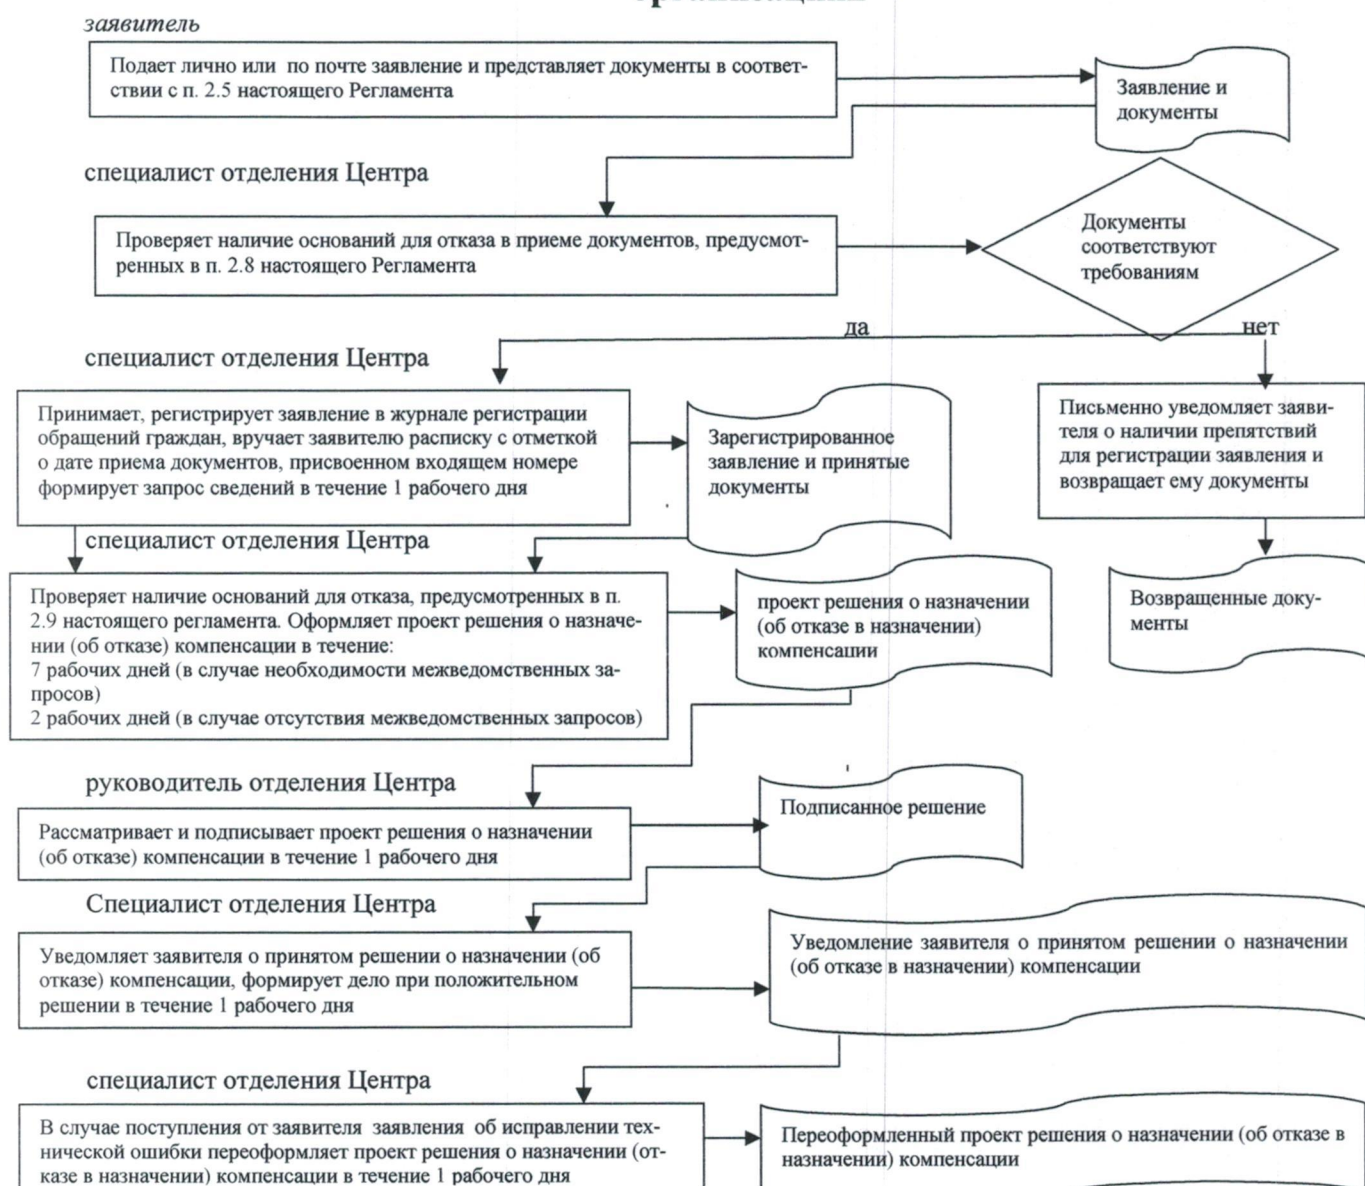 заявитель
Подает лично или по почте заявление и представляет документы в соответ-
ствии с п. 2.5 настоящего Регламента
Заявление и
документы
специалист отделения Центра
Проверяет наличие оснований для отказа в приеме документов, предусмот-
ренных в п. 2.8 настоящего Регламента
Документы
соответствуют
требованиям
да
нет
специалист отделения Центра
Принимает, регистрирует заявление в журнале регистрации
обращений граждан, вручает заявителю расписку с отметкой
о дате приема документов, присвоенном входящем номере
формирует запрос сведений в течение 1 рабочего дня
Зарегистрированное
заявление и принятые
документы
Письменно уведомляет заяви-
теля о наличии препятствий
для регистрации заявления и
возвращает ему документы
специалист отделения Центра
Проверяет наличие оснований для отказа, предусмотренных в п.
2.9 настоящего регламента. Оформляет проект решения о назначе-
нии (об отказе) компенсации в течение:
7 рабочих дней (в случае необходимости межведомственных за-
просов)
2 рабочих дней (в случае отсутствия межведомственных запросов)
проект решения о назначении
(об отказе в назначении)
компенсации
Возвращенные доку-
менты
руководитель отделения Центра
Рассматривает и подписывает проект решения о назначении
(об отказе) компенсации в течение 1 рабочего дня
Подписанное решение
Специалист отделения Центра
Уведомляет заявителя о принятом решении о назначении (об
отказе) компенсации, формирует дело при положительном
решении в течение 1 рабочего дня
Уведомление заявителя о принятом решении о назначении
(об отказе в назначении) компенсации
специалист отделения Центра
В случае поступления от заявителя заявления об исправлении тех-
нической ошибки переоформляет проект решения о назначении (от-
казе в назначении) компенсации в течение 1 рабочего дня
Переоформленный проект решения о назначении (об отказе в
назначении) компенсации